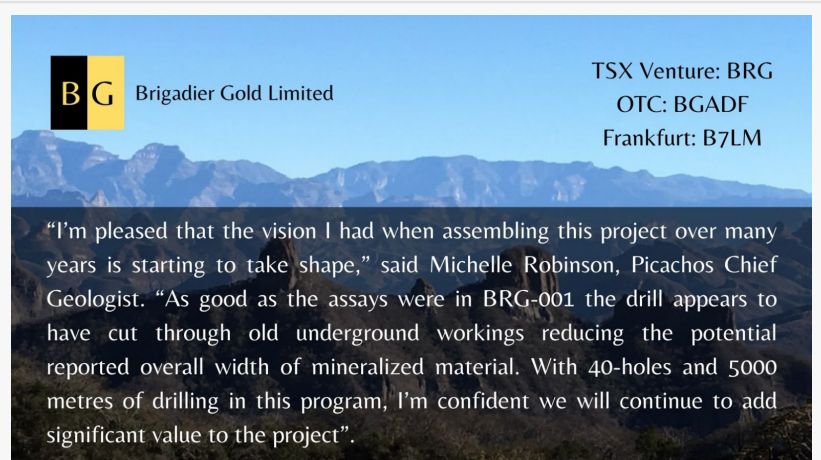 BG
Brigadier Gold Limited
TSX Venture: BRG
OTC: BGADF
Frankfurt: B7LM
“I’m pleased that the vision I had when assembling this project over many
years is starting to take shape,” said Michelle Robinson, Picachos Chief
Geologist. “As good as the assays were in BRG-001 the drill appears to
have cut through old underground workings reducing the potential
reported overall width of mineralized material. With 40-holes and 5000
metres of drilling in this program, I’m confident we will continue to add
significant value to the project”.